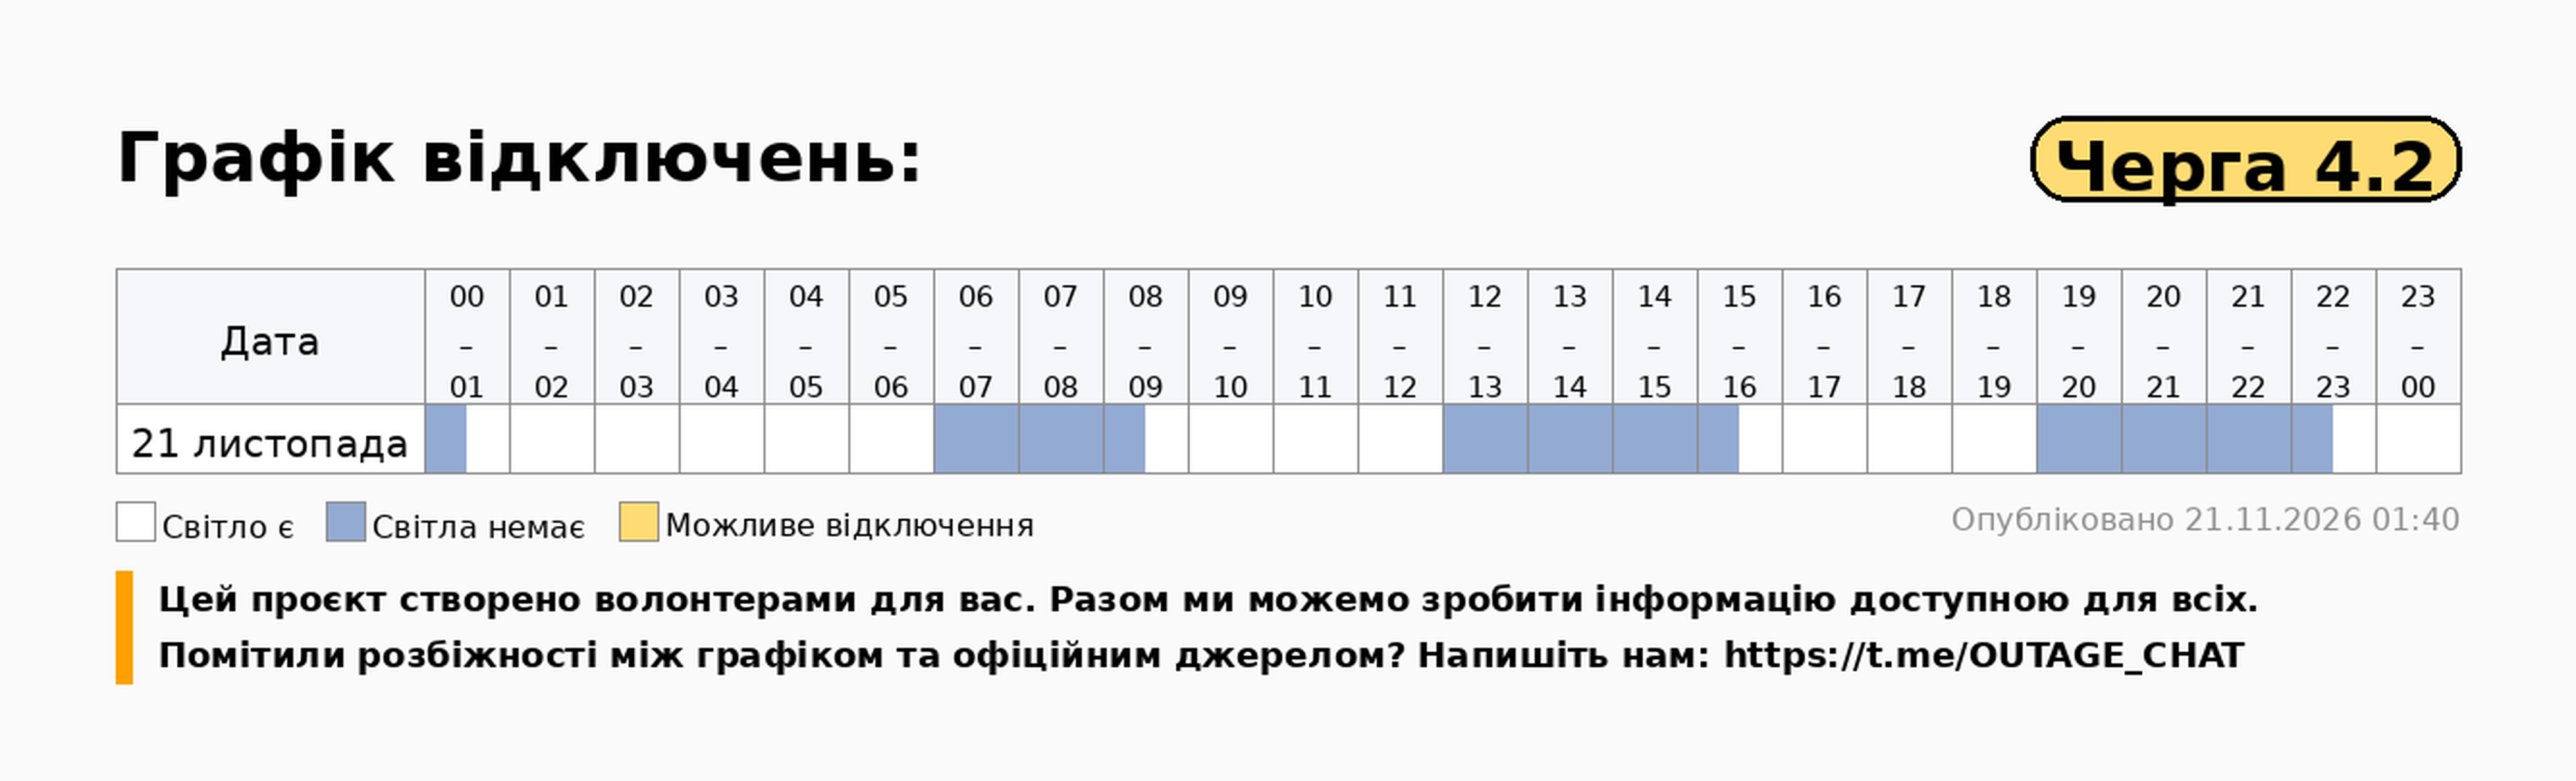 Графік відключень:
Черга 4.2
Дата
00 – 01
01 – 02
02 – 03
03 – 04
04 – 05
05 – 06
06 – 07
07 – 08
08 – 09
09 – 10
10 – 11
11 – 12
12 – 13
13 – 14
14 – 15
15 – 16
16 – 17
17 – 18
18 – 19
19 – 20
20 – 21
21 – 22
22 – 23
23 – 00
21 листопада
Світло є
Світла немає
Можливе відключення
Опубліковано 21.11.2026 01:40
Цей проєкт створено волонтерами для вас. Разом ми можемо зробити інформацію доступною для всіх.
Помітили розбіжності між графіком та офіційним джерелом? Напишіть нам: https://t.me/OUTAGE_CHAT